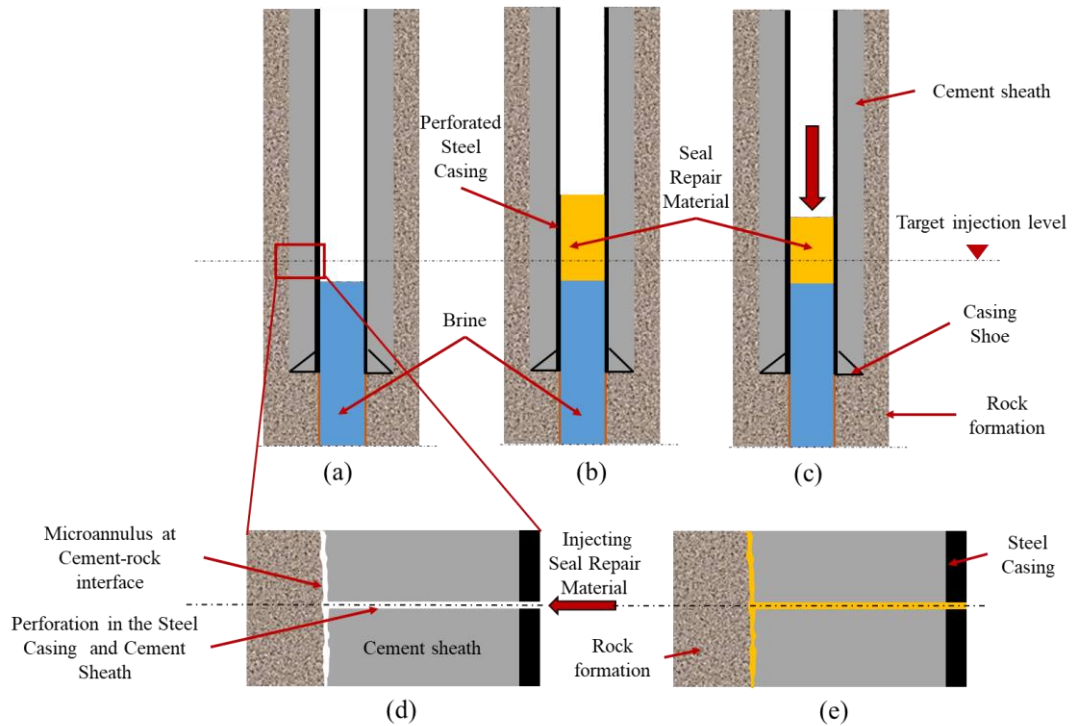 Cement sheath
Perforated
Steel
Casing
Seal
Repair
Material
Target injection level
Brine
Casing
Shoe
Rock
formation
(a)
(b)
(c)
Microannulus at
Cement-rock
interface
Injecting
Seal Repair
Material
Steel
Casing
Perforation in the Steel
Casing and Cement
Sheath
Cement sheath
Rock
formation
(d)
(e)